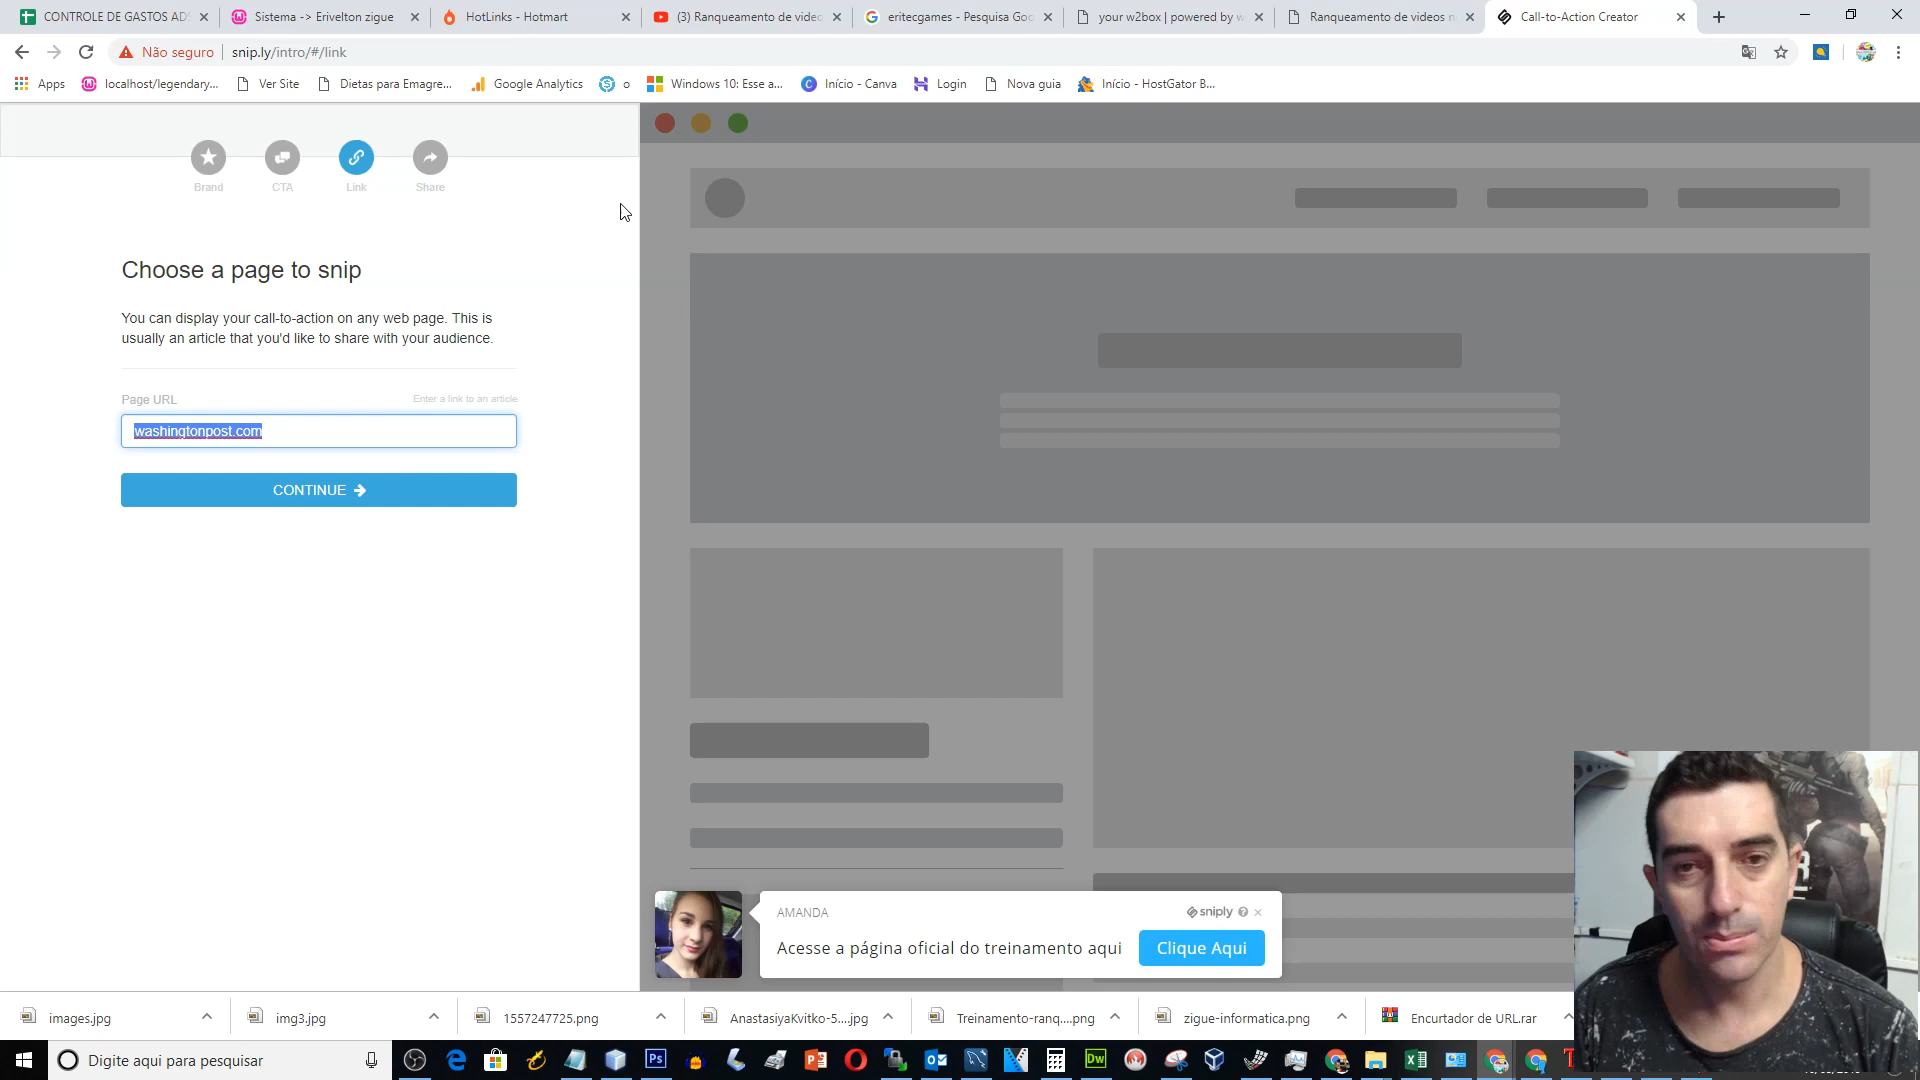 CONTROLE DE GASTOS ADS
Sistema -> Erivelton zigue
HotLinks - Hotmart
(3) Ranqueamento de video
eritecgames - Pesquisa Goo
your w2box | powered by w
Ranqueamento de videos n
Call-to-Action Creator
Não seguro
snip.ly/intro/#/link
Apps
localhost/legendary...
Ver Site
Dietas para Emagre...
Google Analytics
o
Windows 10: Esse a...
Início - Canva
Login
Nova guia
Início - HostGator B...
Brand
CTA
Link
Share
Choose a page to snip
You can display your call-to-action on any web page. This is
usually an article that you'd like to share with your audience.
Page URL
Enter a link to an article
washingtonpost.com
CONTINUE
AMANDA
sniply
Acesse a página oficial do treinamento aqui
Clique Aqui
images.jpg
img3.jpg
1557247725.png
AnastasiyaKvitko-5....jpg
Treinamento-ranq....png
zigue-informatica.png
Encurtador de URL.rar
Digite aqui para pesquisar
Ps
Dw